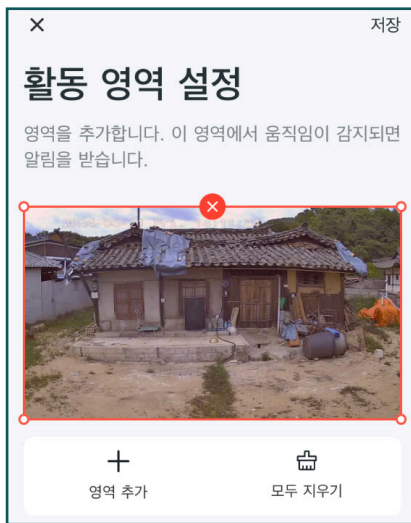 저장
활동 영역 설정
영역을 추가합니다. 이 영역에서 움직임이 감지되면
알림을 받습니다.
영역 추가
모두 지우기